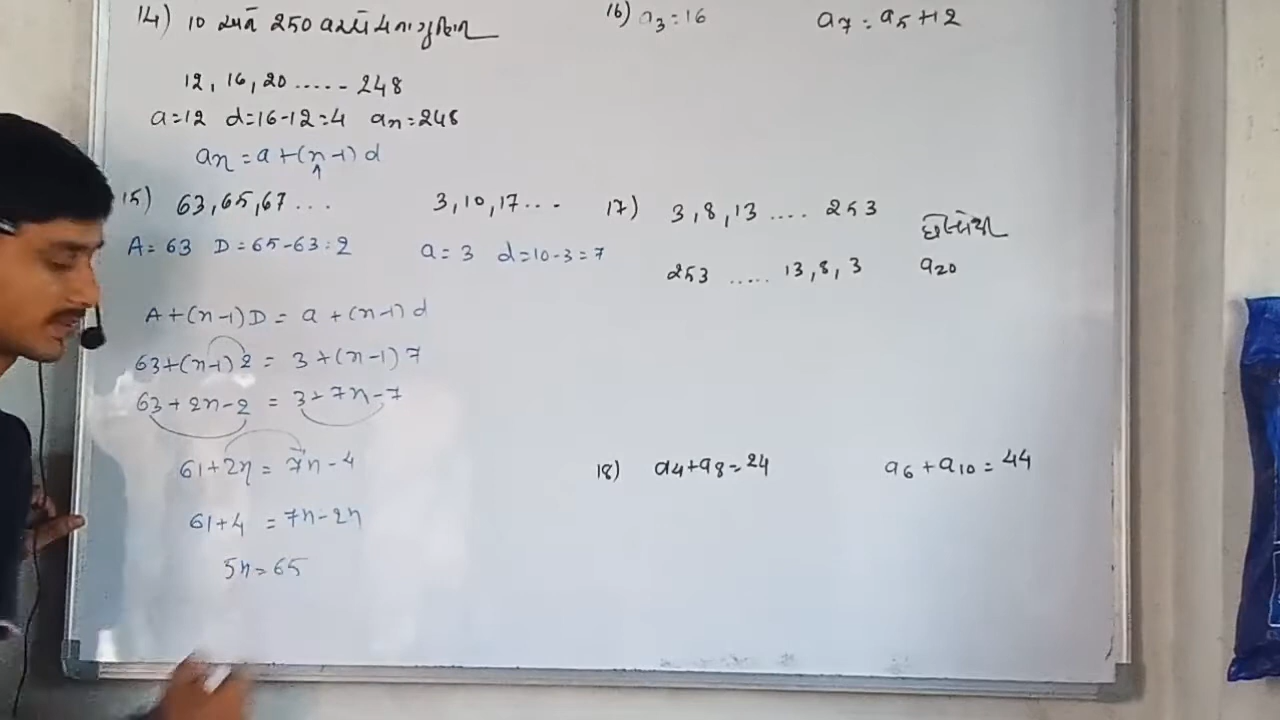 14) 10 અને 250 વચ્ચે 4 ના ગુણિત
12, 16, 20 ..... 248
a=12 d=16-12=4 an=248
an = a+(n-1) d
15) 63, 65, 67 ... 3, 10, 17 ...
A= 63 D= 65-63=2 a = 3 d=10-3=7
A+(n-1)D = a +(n-1) d
63+(n-1) 2 = 3 +(n-1) 7
63+2n-2 = 3+7n-7
61+2n = 7n-4
61+4 = 7n-2n
5n=65
16) a3=16 a7 = a5+12
17) 3, 8, 13 .... 253 છેલ્લેથી
253 ..... 13, 8, 3 a20
18) a4+a8=24 a6+a10=44